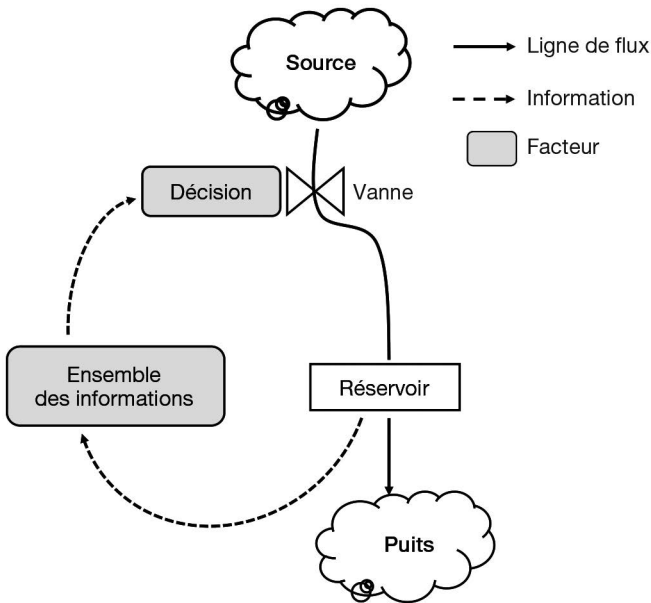 Source
Ligne de flux
Information
Facteur
Décision
Vanne
Ensemble
des informations
Réservoir
Puits